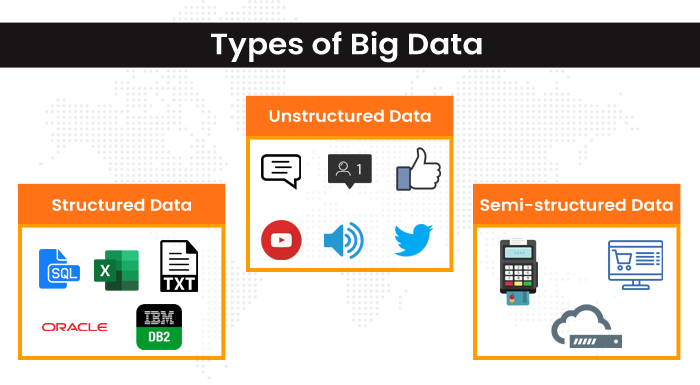 Types of Big Data
Unstructured Data
1
Structured Data
SQL
X
TXT
ORACLE
IBM
DB2
Semi-structured Data